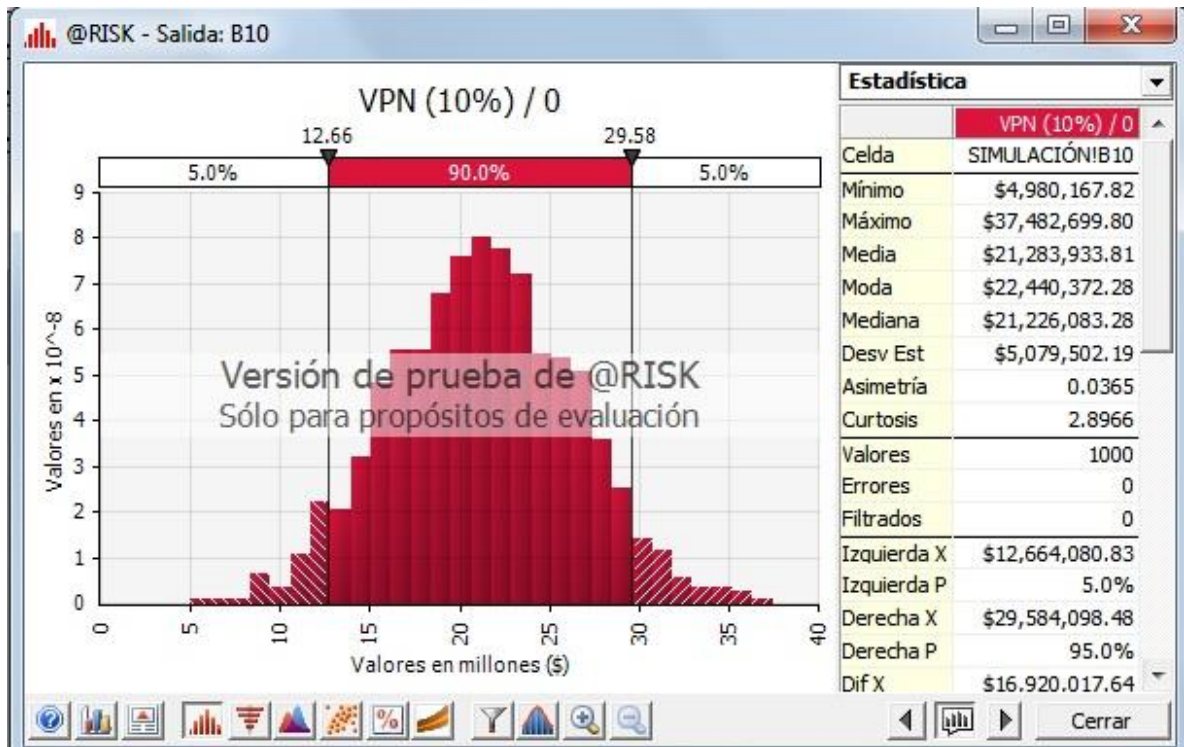 @RISK - Salida: B10
VPN (10%) / 0
12.66 29.58
5.0% 90.0% 5.0%
9
8
7
6
5
4
3
2
1
0
Valores en x 10^-8
Versión de prueba de @RISK
Sólo para propósitos de evaluación
0 5 10 15 20 25 30 35 40
Valores en millones ($)
Estadística
VPN (10%) / 0
Celda SIMULACIÓN!B10
Mínimo $4,980,167.82
Máximo $37,482,699.80
Media $21,283,933.81
Moda $22,440,372.28
Mediana $21,226,083.28
Desv Est $5,079,502.19
Asimetría 0.0365
Curtosis 2.8966
Valores 1000
Errores 0
Filtrados 0
Izquierda X $12,664,080.83
Izquierda P 5.0%
Derecha X $29,584,098.48
Derecha P 95.0%
Dif X $16.920.017.64
Cerrar